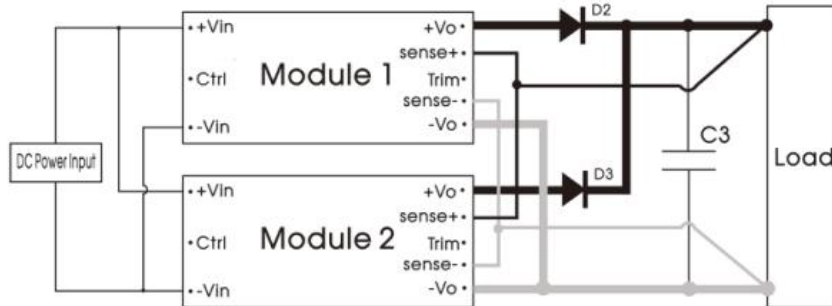 +Vin
+Vo
D2
sense+
Ctrl
Module 1
Trim
sense-
-Vin
-Vo
C3
DC Power Input
Load
+Vin
+Vo
D3
sense+
Ctrl
Module 2
Trim
sense-
-Vin
-Vo